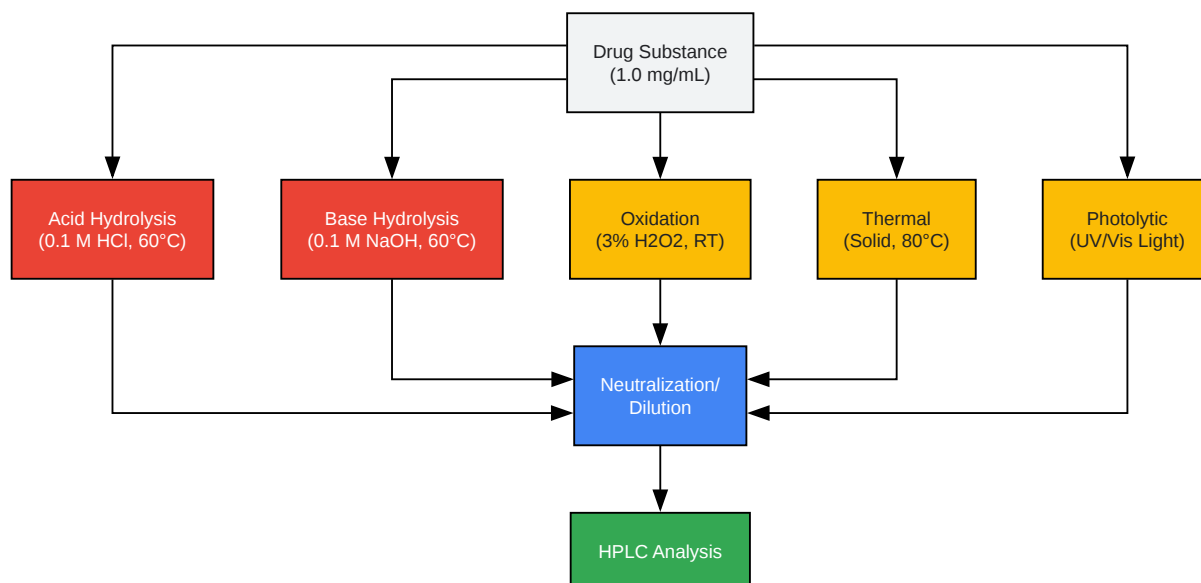 Drug Substance
(1.0 mg/mL)
Acid Hydrolysis
(0.1 M HCl, 60°C)
Base Hydrolysis
(0.1 M NaOH, 60°C)
Oxidation
(3% H2O2, RT)
Thermal
(Solid, 80°C)
Photolytic
(UV/Vis Light)
Neutralization/
Dilution
HPLC Analysis